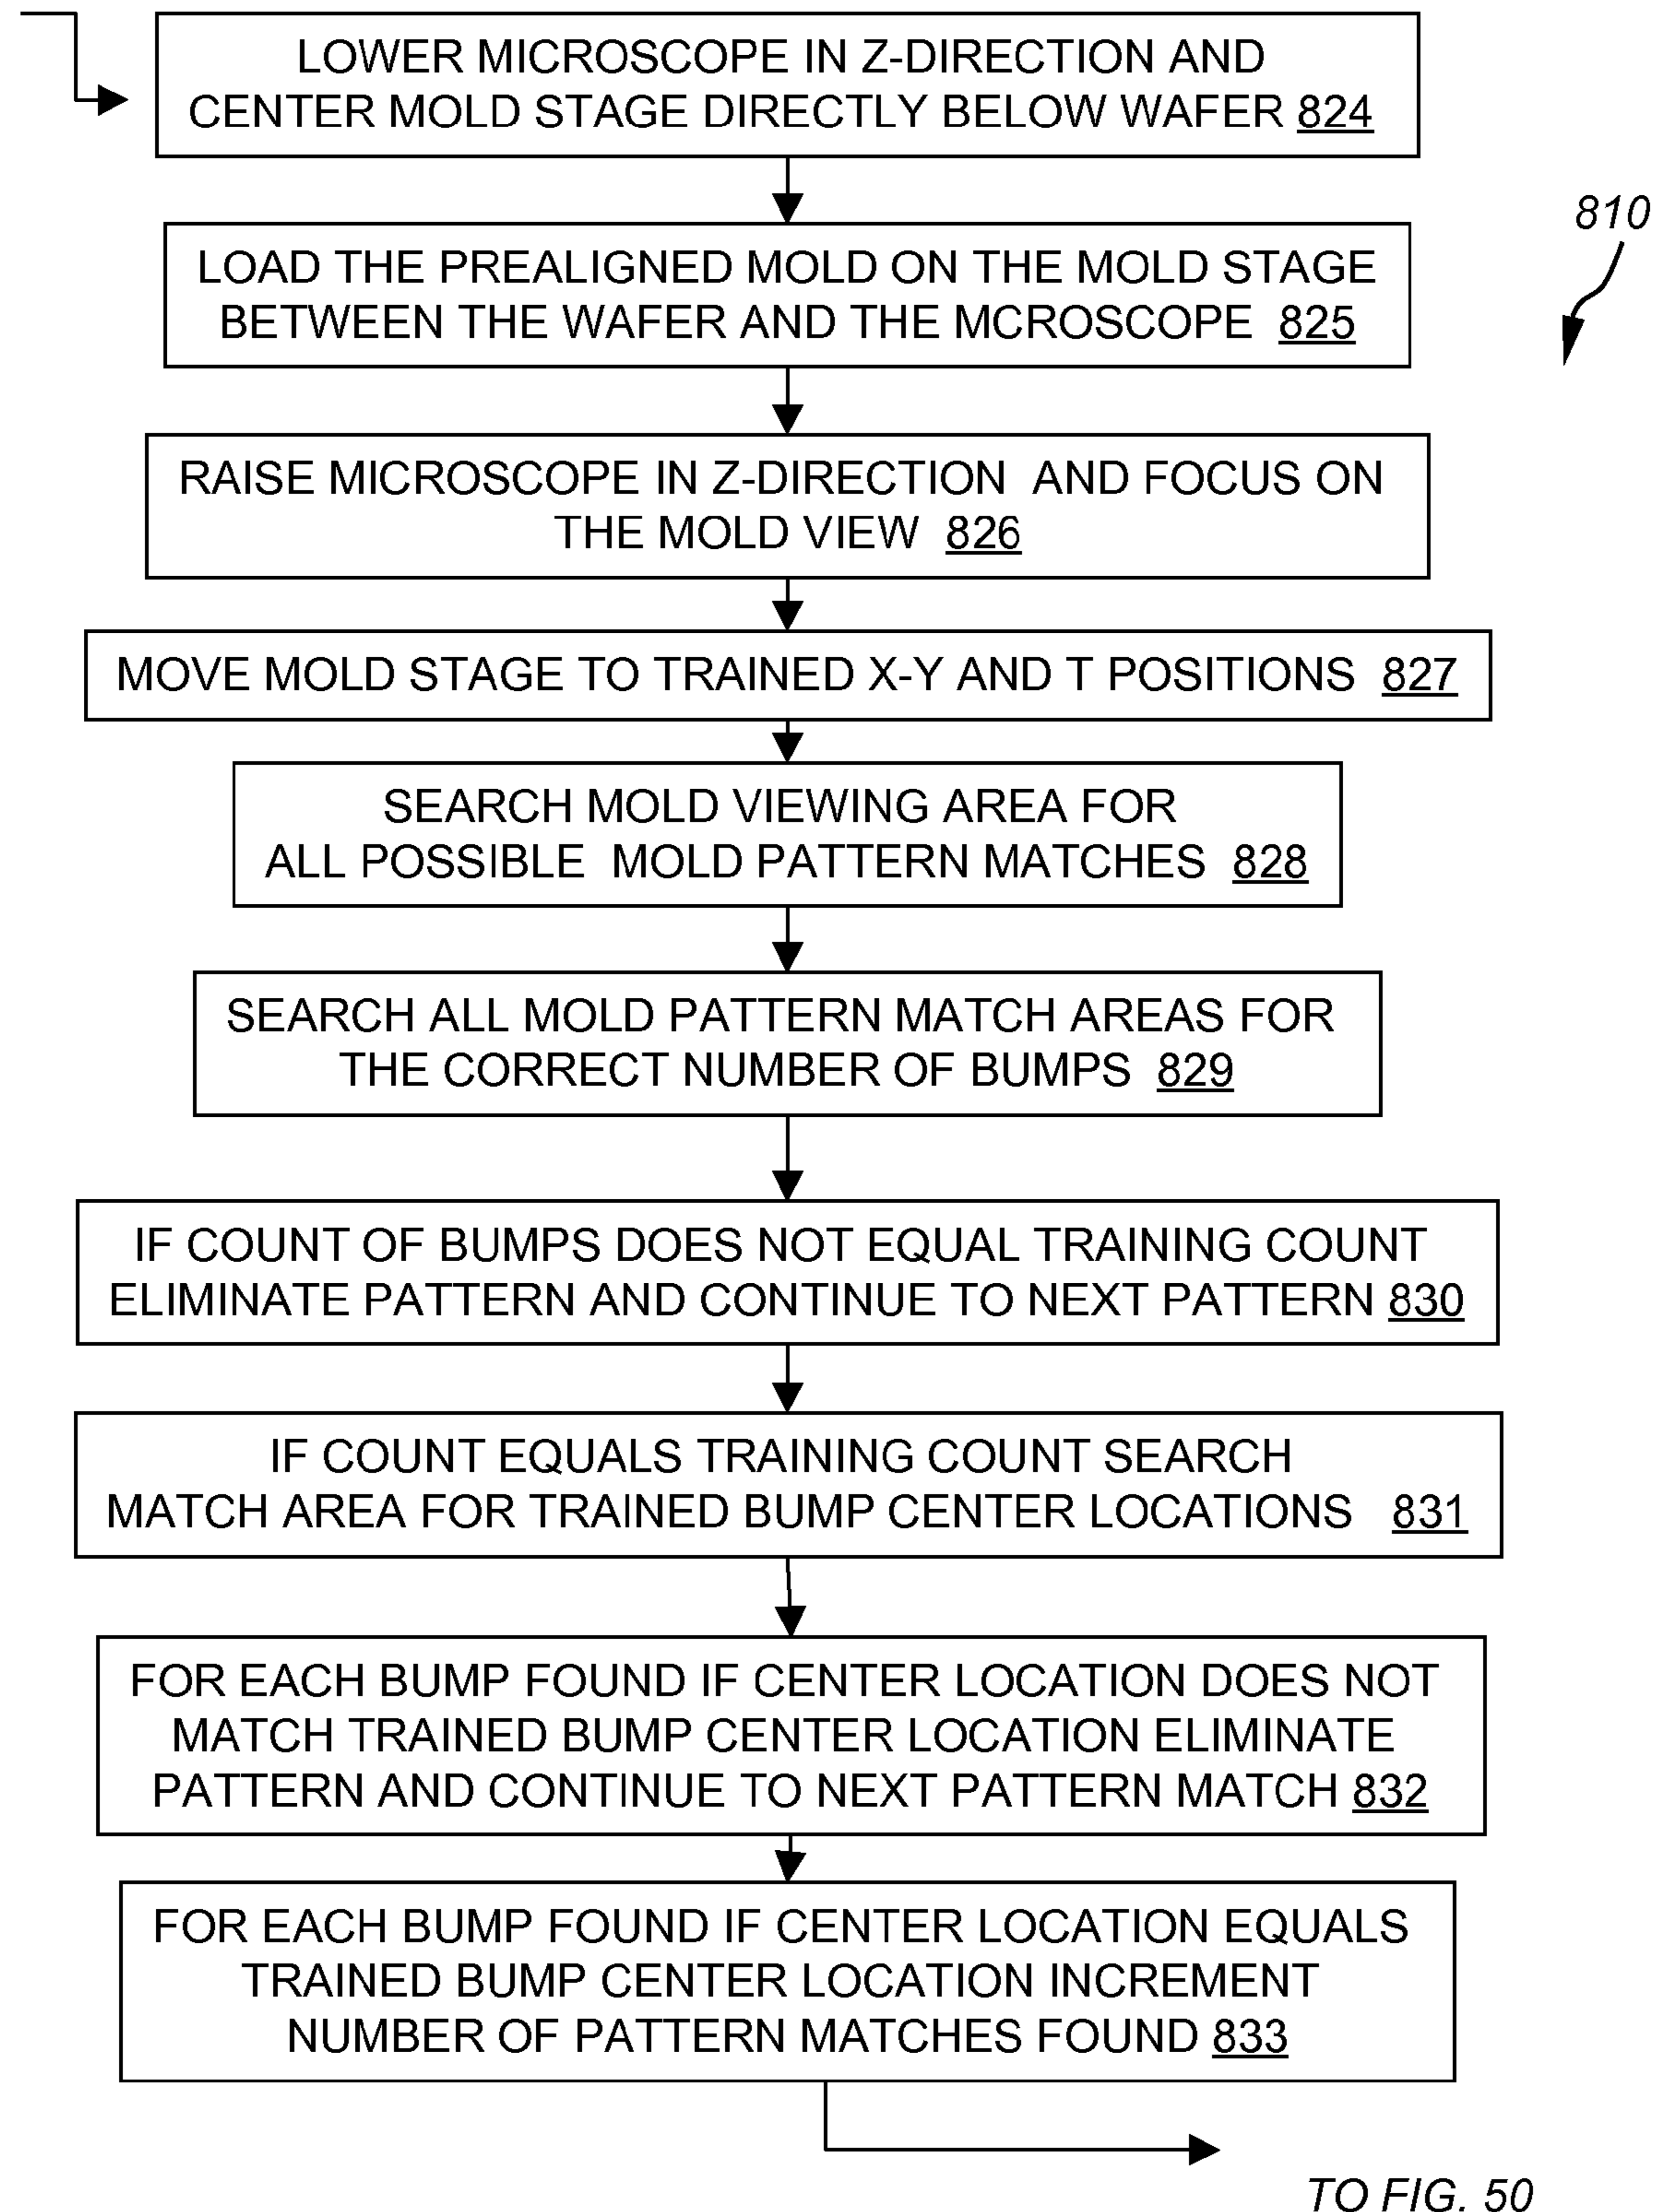 LOWER MICROSCOPE IN Z-DIRECTION AND
CENTER MOLD STAGE DIRECTLY BELOW WAFER 824
810
LOAD THE PREALIGNED MOLD ON THE MOLD STAGE
BETWEEN THE WAFER AND THE MCROSCOPE 825
RAISE MICROSCOPE IN Z-DIRECTION AND FOCUS ON
THE MOLD VIEW 826
MOVE MOLD STAGE TO TRAINED X-Y AND T POSITIONS 827
SEARCH MOLD VIEWING AREA FOR
ALL POSSIBLE MOLD PATTERN MATCHES 828
SEARCH ALL MOLD PATTERN MATCH AREAS FOR
THE CORRECT NUMBER OF BUMPS 829
IF COUNT OF BUMPS DOES NOT EQUAL TRAINING COUNT
ELIMINATE PATTERN AND CONTINUE TO NEXT PATTERN 830
IF COUNT EQUALS TRAINING COUNT SEARCH
MATCH AREA FOR TRAINED BUMP CENTER LOCATIONS 831
FOR EACH BUMP FOUND IF CENTER LOCATION DOES NOT
MATCH TRAINED BUMP CENTER LOCATION ELIMINATE
PATTERN AND CONTINUE TO NEXT PATTERN MATCH 832
FOR EACH BUMP FOUND IF CENTER LOCATION EQUALS
TRAINED BUMP CENTER LOCATION INCREMENT
NUMBER OF PATTERN MATCHES FOUND 833
TO FIG. 50